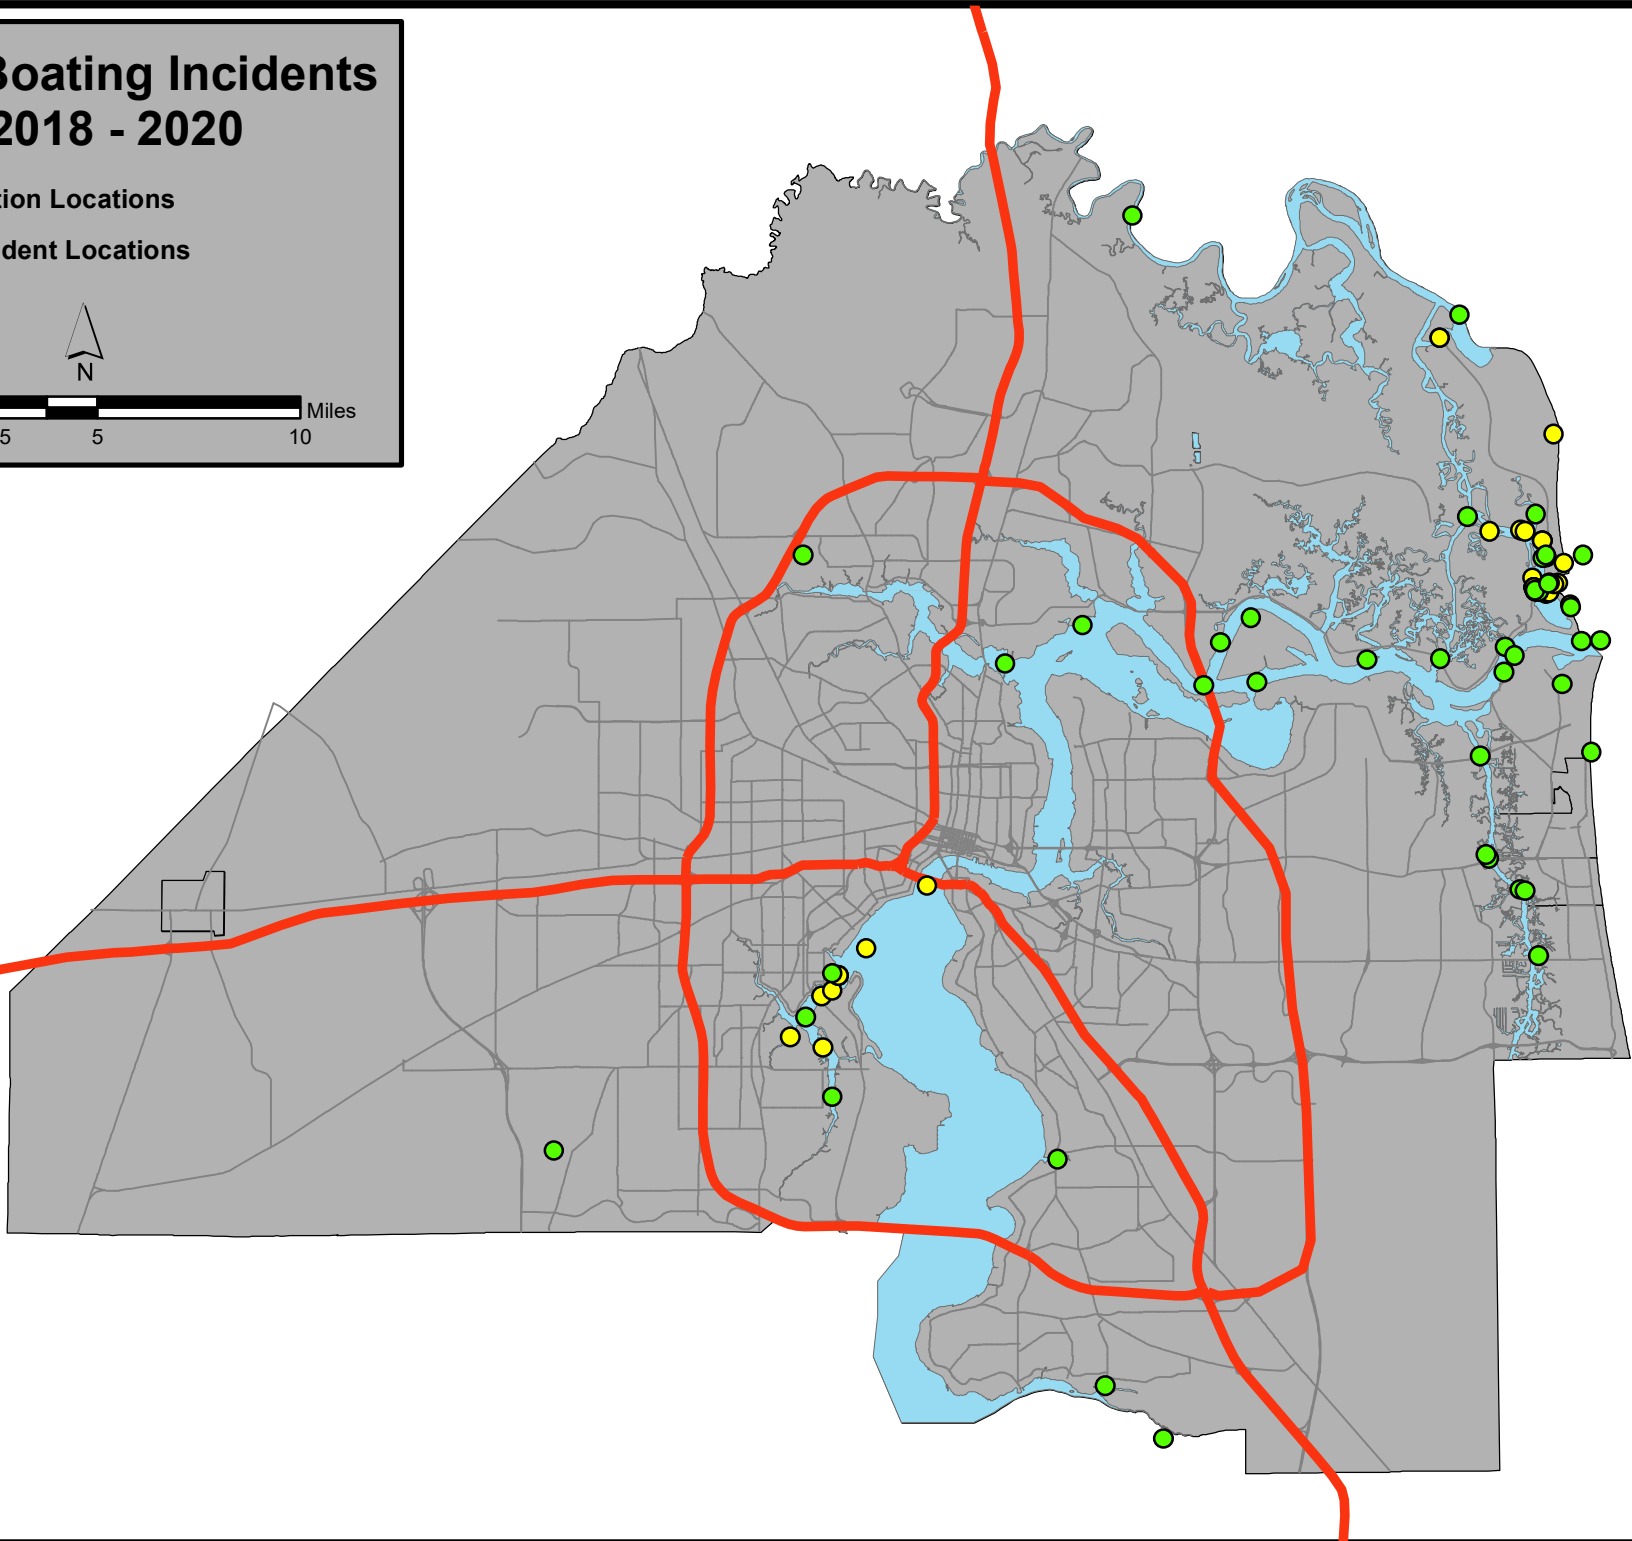 Boating Incidents
2018 - 2020
tion Locations
dent Locations
N
Miles
5 5 10